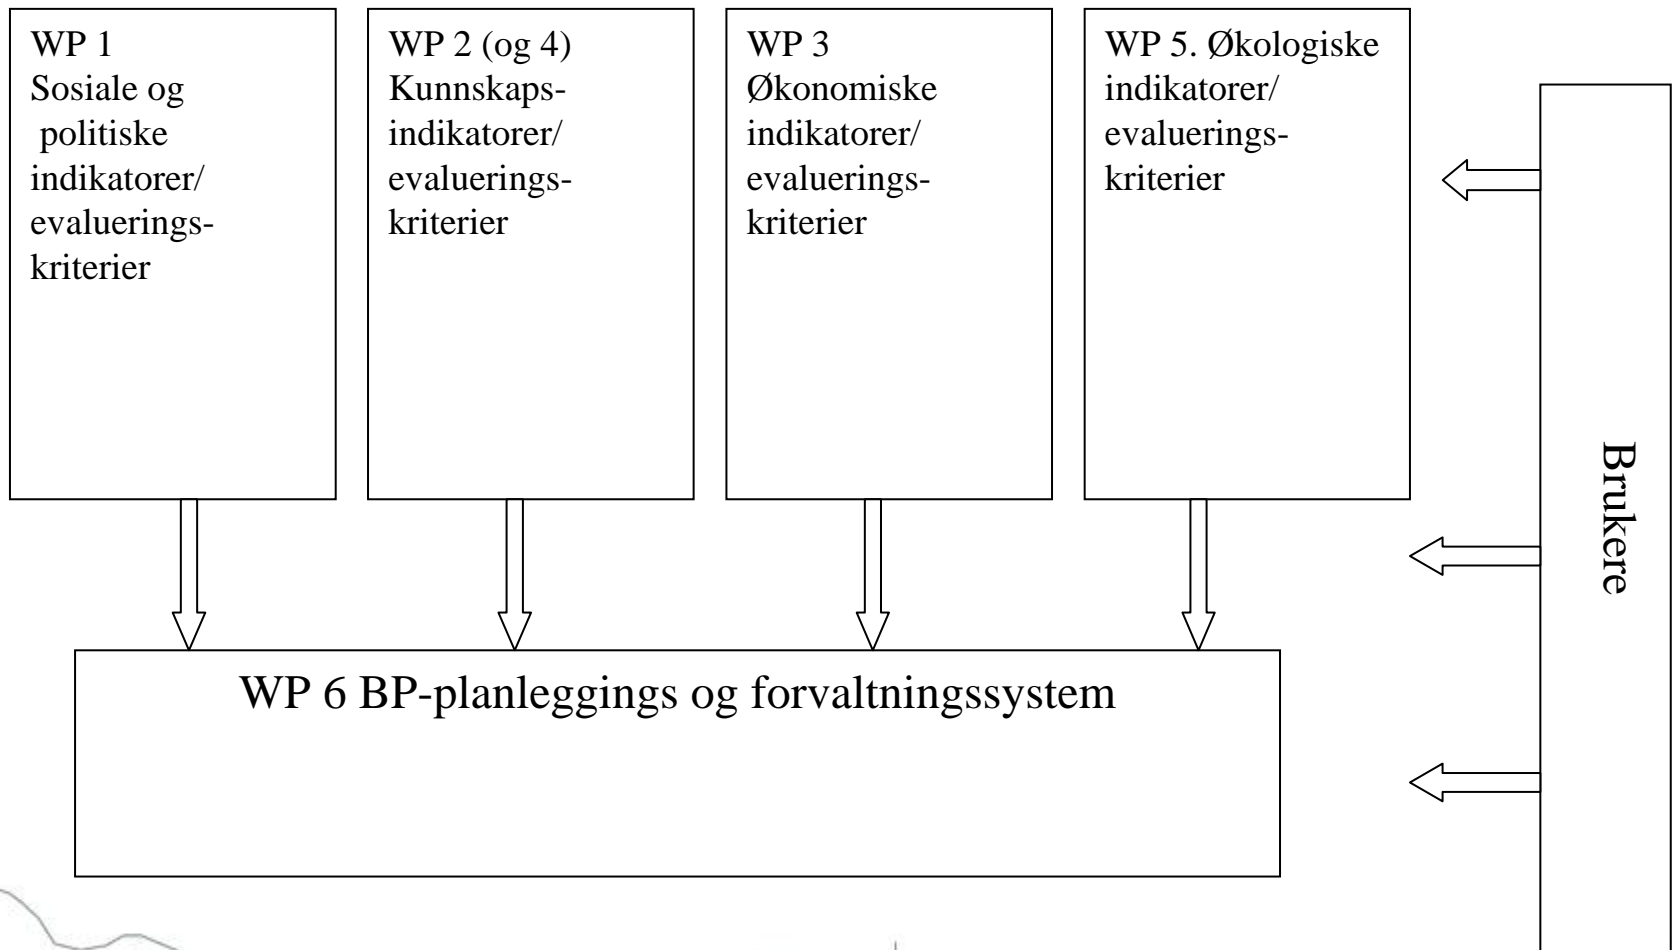 WP 1
Sosiale og
politiske
indikatorer/
evaluerings-
kriterier
WP 2 (og 4)
Kunnskaps-
indikatorer/
evaluerings-
kriterier
WP 3
Økonomiske
indikatorer/
evaluerings-
kriterier
WP 5. Økologiske
indikatorer/
evaluerings-
kriterier
Brukere
WP 6 BP-planleggings og forvaltningssystem